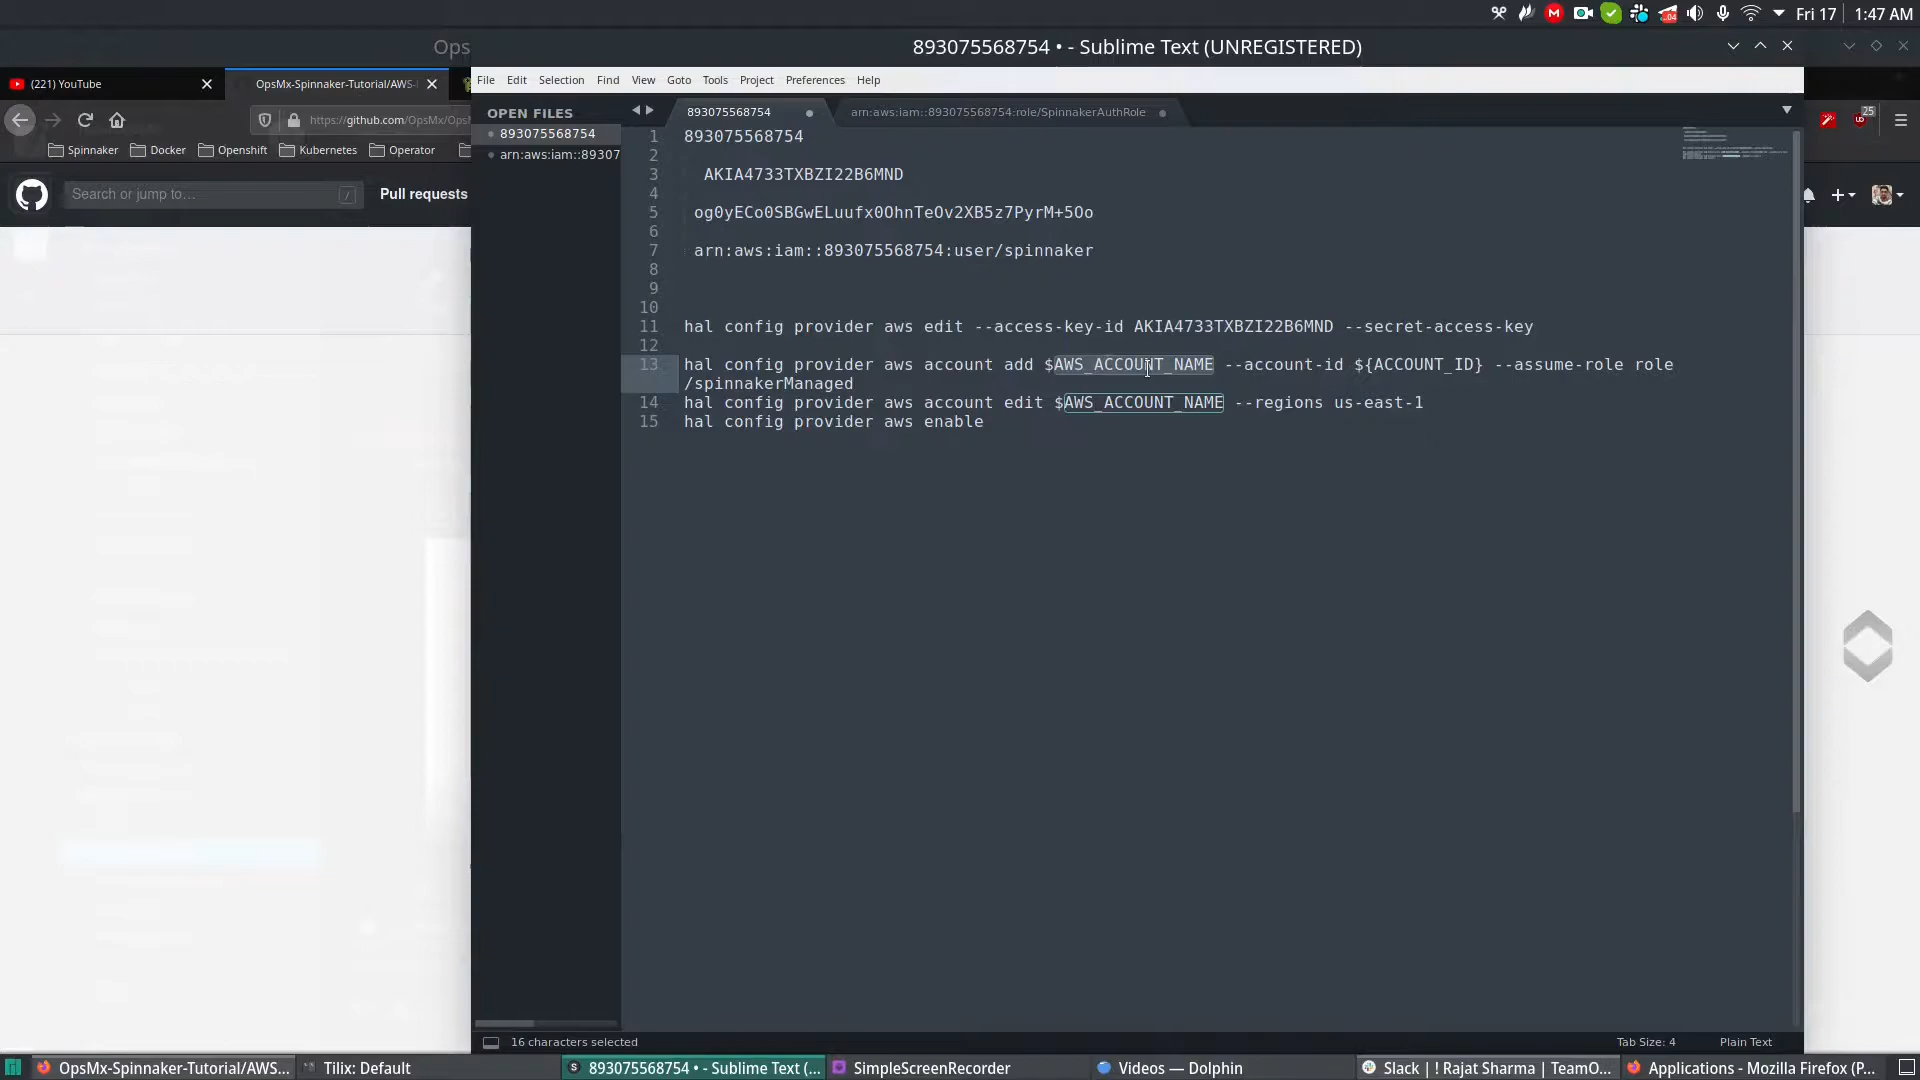 Fri 17 1:47 AM
Ops
893075568754 • - Sublime Text (UNREGISTERED)
(221) YouTube
OpsMx-Spinnaker-Tutorial/AWS-
https://github.com/OpsMx/Ops
25
Spinnaker Docker Openshift Kubernetes Operator
Search or jump to... /
Pull requests
File Edit Selection Find View Goto Tools Project Preferences Help
OPEN FILES
893075568754
arn:aws:iam::89307
893075568754
arn:aws:iam::893075568754:role/SpinnakerAuthRole
1 893075568754
2
3 AKIA4733TXBZI22B6MND
4
5 og0yECo0SBGwELuufx0OhnTeOv2XB5z7PyrM+5Oo
6
7 arn:aws:iam::893075568754:user/spinnaker
8
9
10
11 hal config provider aws edit --access-key-id AKIA4733TXBZI22B6MND --secret-access-key
12
13 hal config provider aws account add $AWS_ACCOUNT_NAME --account-id ${ACCOUNT_ID} --assume-role role
/spinnakerManaged
14 hal config provider aws account edit $AWS_ACCOUNT_NAME --regions us-east-1
15 hal config provider aws enable
16 characters selected
Tab Size: 4
Plain Text
OpsMx-Spinnaker-Tutorial/AWS...
Tilix: Default
893075568754 • - Sublime Text (...
SimpleScreenRecorder
Videos — Dolphin
Slack | ! Rajat Sharma | TeamO...
Applications - Mozilla Firefox (P...